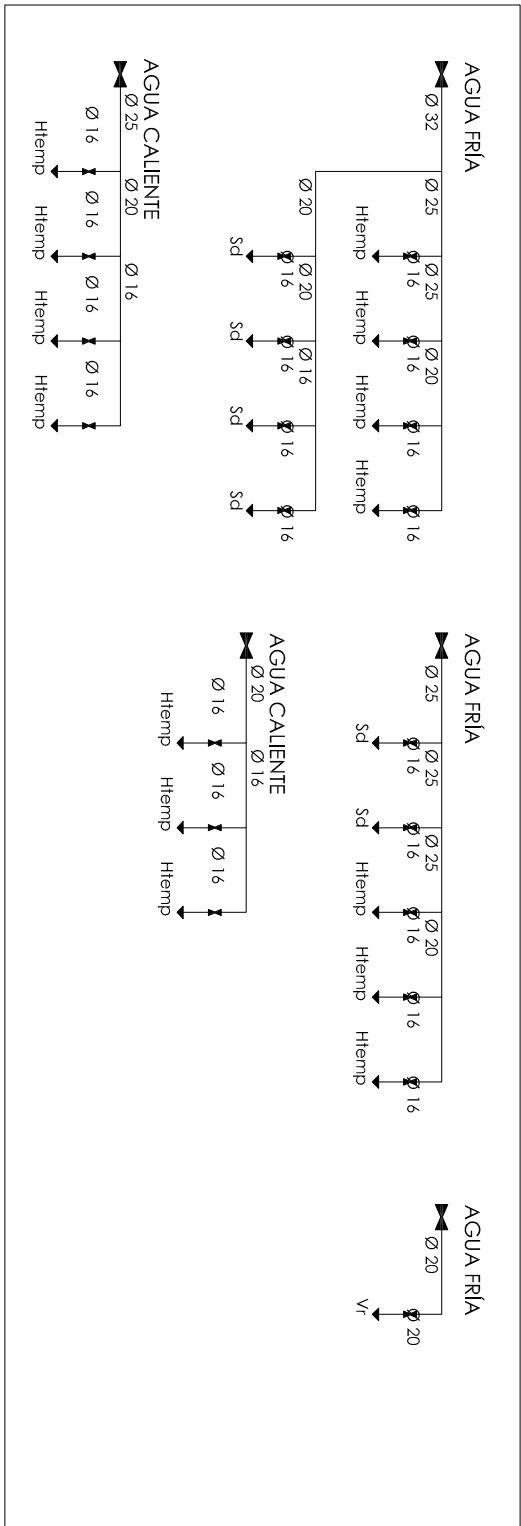 AGUA FRÍA
Ø 32 Ø 25 Ø 25 Ø 20
Ø 16 Ø 16 Ø 16 Ø 16
Htemp Htemp Htemp Htemp
Ø 20 Ø 20 Ø 16
Ø 16 Ø 16 Ø 16 Ø 16
Sd Sd Sd Sd
AGUA CALIENTE
Ø 25 Ø 20 Ø 16
Ø 16 Ø 16 Ø 16 Ø 16
Htemp Htemp Htemp Htemp
AGUA FRÍA
Ø 25 Ø 25 Ø 25 Ø 20
Ø 16 Ø 16 Ø 16 Ø 16 Ø 16
Sd Sd Htemp Htemp Htemp
AGUA CALIENTE
Ø 20 Ø 16
Ø 16 Ø 16 Ø 16
Htemp Htemp Htemp
AGUA FRÍA
Ø 20
Ø 20
Vr